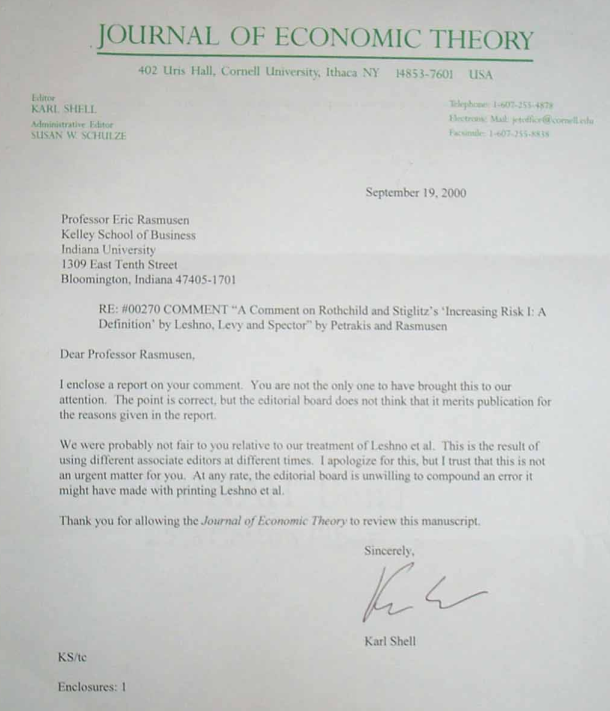 JOURNAL OF ECONOMIC THEORY
402 Uris Hall, Cornell University, Ithaca NY 14853-7601 USA
Editor
KARL SHELL
Administrative Editor
SUSAN W. SCHULZE
Telephone: 1-607-255-4878
Electronic Mail: jetoffice@cornell.edu
Facsimile: 1-607-255-8838
September 19, 2000
Professor Eric Rasmusen
Kelley School of Business
Indiana University
1309 East Tenth Street
Bloomington, Indiana 47405-1701
RE: #00270 COMMENT “A Comment on Rothchild and Stiglitz's ‘Increasing Risk I: A
Definition’ by Leshno, Levy and Spector” by Petrakis and Rasmusen
Dear Professor Rasmusen,
I enclose a report on your comment. You are not the only one to have brought this to our
attention. The point is correct, but the editorial board does not think that it merits publication for
the reasons given in the report.
We were probably not fair to you relative to our treatment of Leshno et al. This is the result of
using different associate editors at different times. I apologize for this, but I trust that this is not
an urgent matter for you. At any rate, the editorial board is unwilling to compound an error it
might have made with printing Leshno et al.
Thank you for allowing the Journal of Economic Theory to review this manuscript.
Sincerely,
Karl Shell
KS/tc
Enclosures: 1